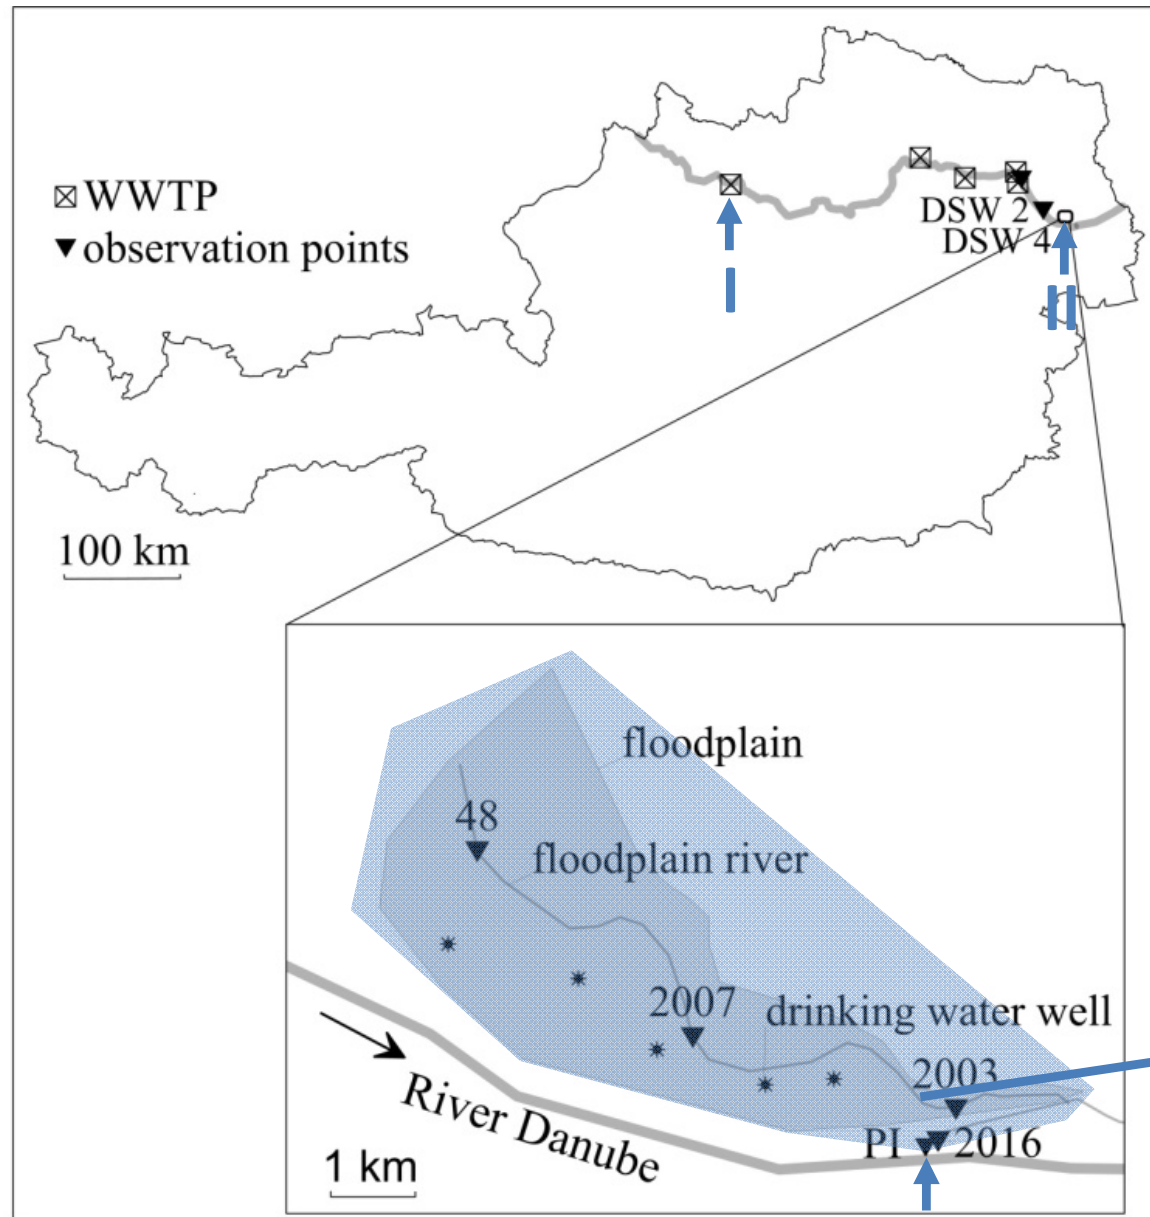 WWTP
observation points
DSW 2
DSW 4
100 km
floodplain
48
floodplain river
2007
drinking water well
2003
River Danube
PI
2016
1 km